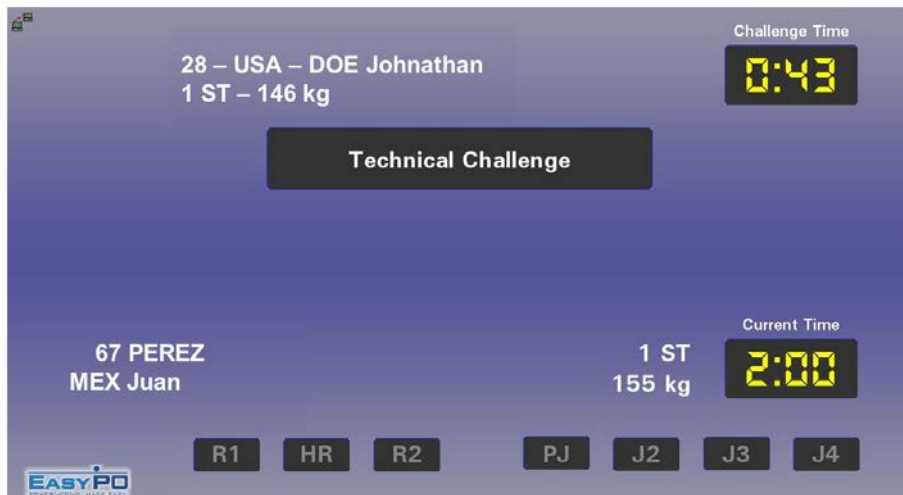 Challenge Time
28 – USA – DOE Johnathan
1 ST – 146 kg
0:43
Technical Challenge
Current Time
67 PEREZ
MEX Juan
1 ST
155 kg
2:00
R1 HR R2 PJ J2 J3 J4
EASYPO